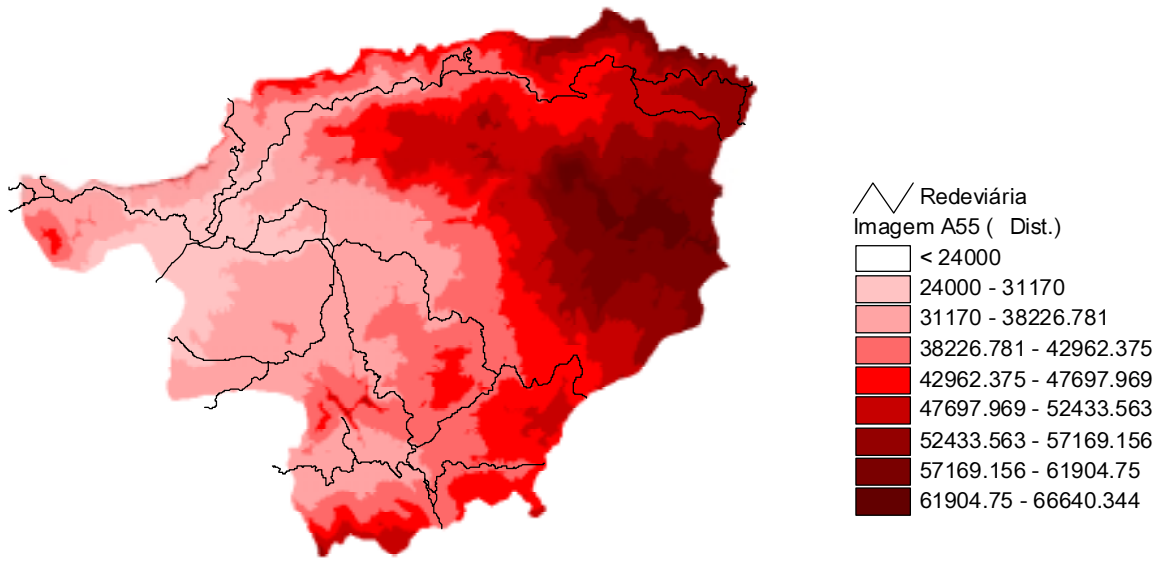 Redeviária
Imagem A55 ( Dist.)
< 24000
24000 - 31170
31170 - 38226.781
38226.781 - 42962.375
42962.375 - 47697.969
47697.969 - 52433.563
52433.563 - 57169.156
57169.156 - 61904.75
61904.75 - 66640.344